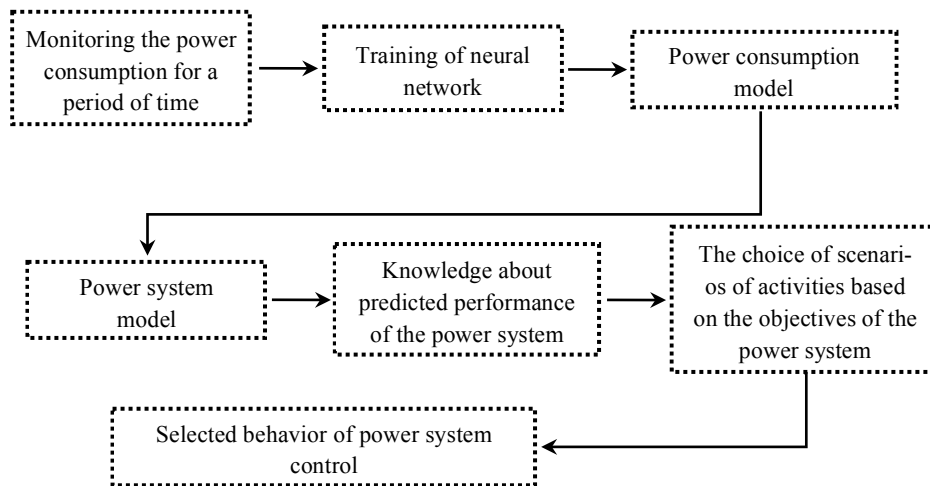 Monitoring the power
consumption for a
period of time
Training of neural
network
Power consumption
model
Power system
model
Knowledge about
predicted performance
of the power system
The choice of scenari-
os of activities based
on the objectives of the
power system
Selected behavior of power system
control